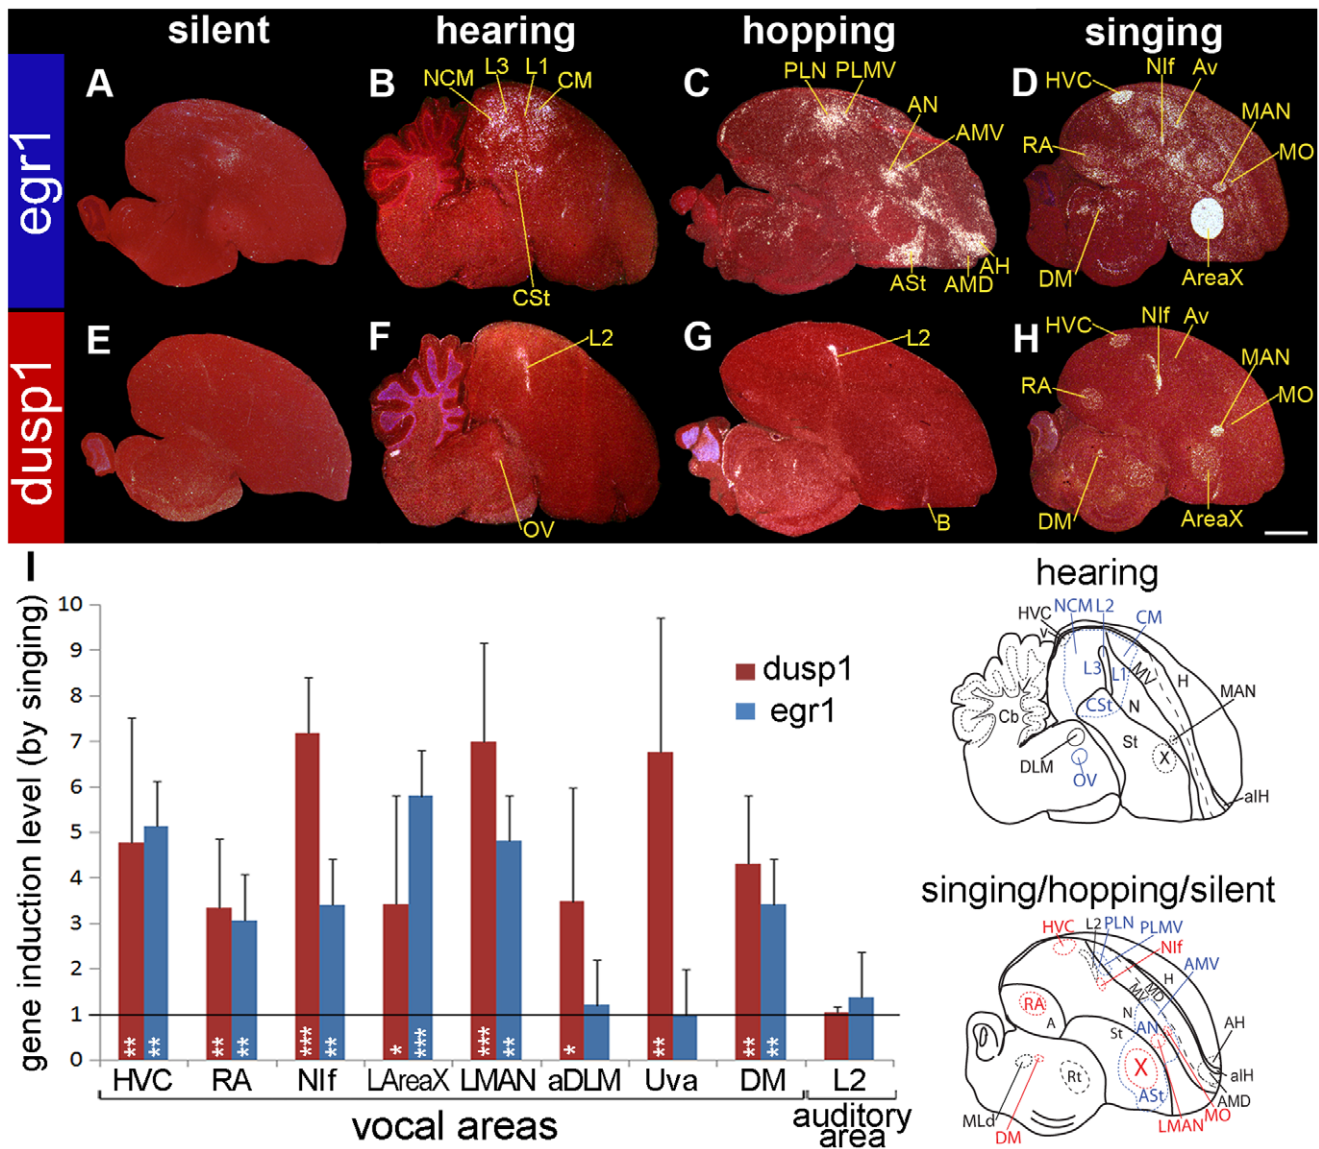 silent hearing hopping singing
egr1
A
B NCM L3 L1 CM CSt
C PLN PLMV AN AMV ASt AMD AH
D HVC NIf Av MAN MO RA DM AreaX
dusp1
E
F L2 OV
G L2 B
H HVC NIf Av MAN MO RA DM AreaX
I
gene induction level (by singing)
10
9
8
7
6
5
4
3
2
1
0
dusp1
egr1
** ** ** ** *** ** * *** *** ** * ** ** **
HVC RA NIf LAreaX LMAN aDLM Uva DM L2
vocal areas
auditory
area
hearing
HVC NCM L2 CM
v
L3 L1 MV H
MAN
Cb CSt N
St X
DLM
OV
alH
singing/hopping/silent
HVC L2 PLN PLMV
NIf
AMV
H
MD
MV
RA A N
St AN AH
X Rt alH
ASt AMD
MLd DM LMAN MO